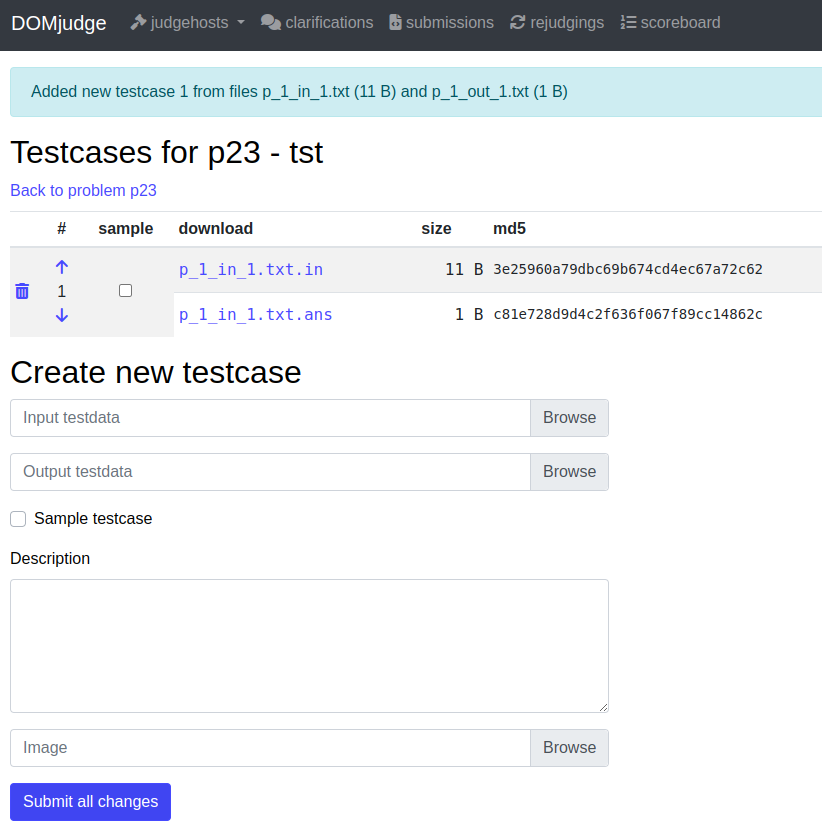 DOMjudge judgehosts clarifications submissions rejudgings scoreboard
Added new testcase 1 from files p_1_in_1.txt (11 B) and p_1_out_1.txt (1 B)
Testcases for p23 - tst
Back to problem p23
# sample download size md5
p_1_in_1.txt.in 11 B 3e25960a79dbc69b674cd4ec67a72c62
1
p_1_in_1.txt.ans 1 B c81e728d9d4c2f636f067f89cc14862c
Create new testcase
Input testdata Browse
Output testdata Browse
Sample testcase
Description
Image Browse
Submit all changes